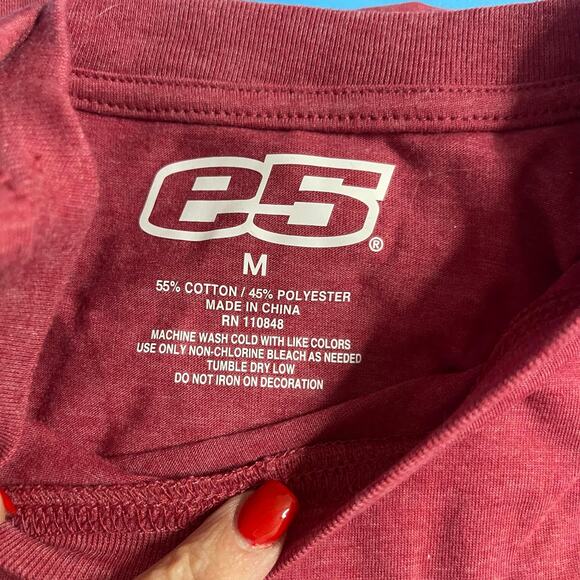 e5®
M
55% COTTON / 45% POLYESTER
MADE IN CHINA
RN 110848
MACHINE WASH COLD WITH LIKE COLORS
USE ONLY NON-CHLORINE BLEACH AS NEEDED
TUMBLE DRY LOW
DO NOT IRON ON DECORATION